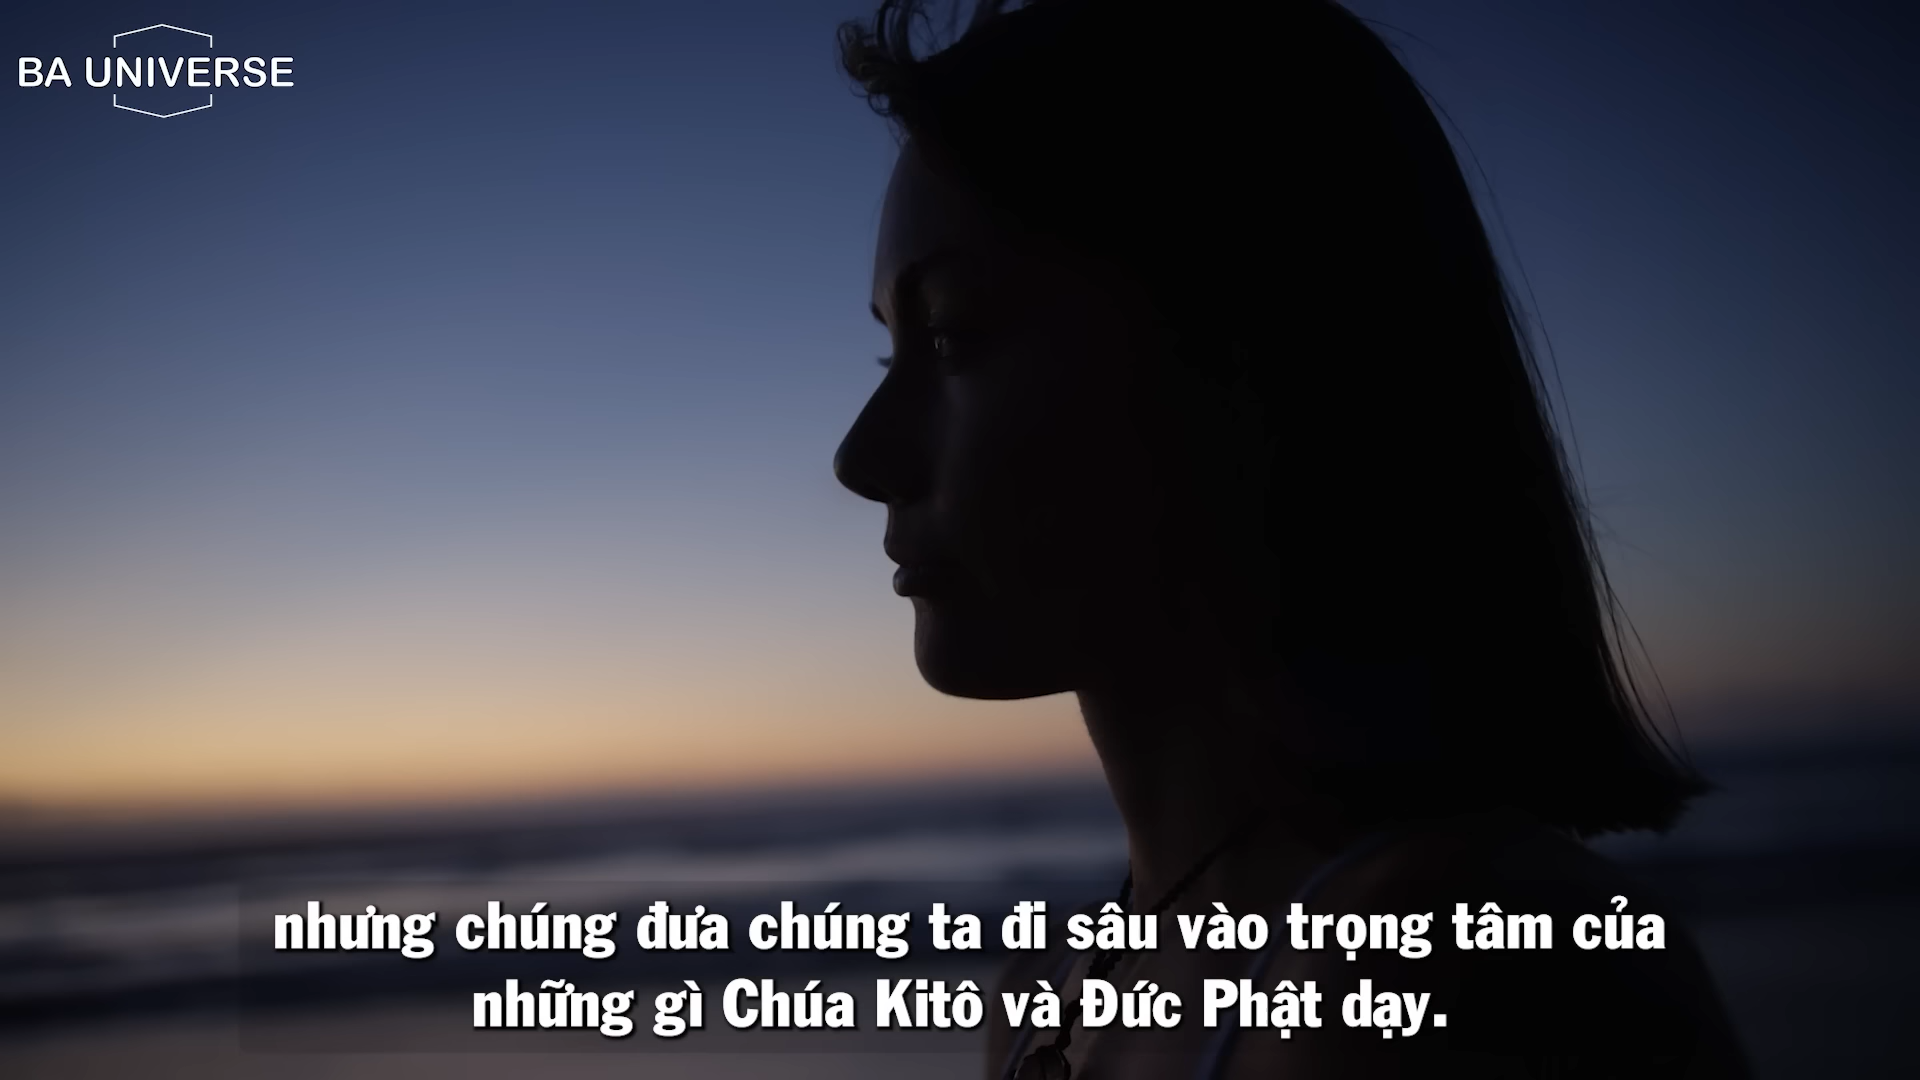 BA UNIVERSE
nhưng chúng đưa chúng ta đi sâu vào trọng tâm của
những gì Chúa Kitô và Đức Phật dạy.